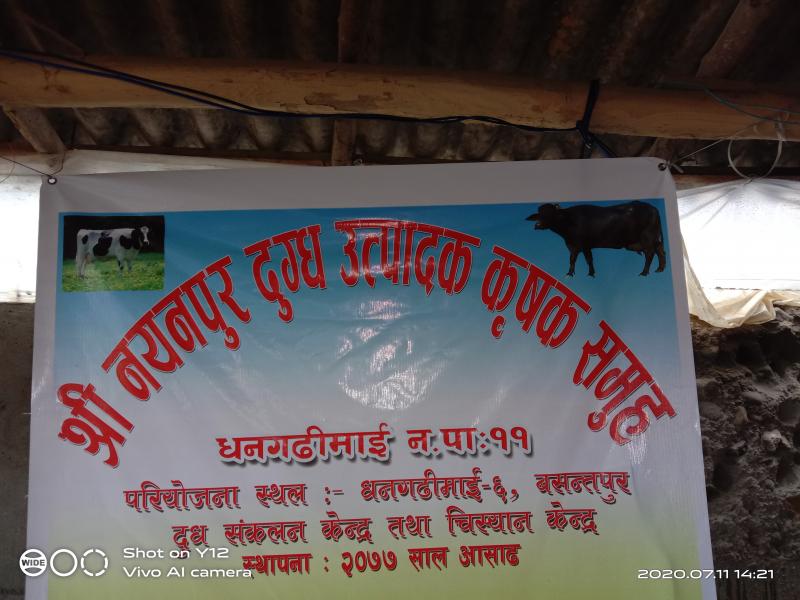 श्री नयनपुर दुग्ध उत्पादक कृषक समुह
धनगढीमाई न.पा:११
परियोजना स्थल :- धनगढीमाई-६, बसन्तपुर
दुध संकलन केन्द्र तथा चिस्यान केन्द्र
स्थापना : २०७७ साल आसाढ
WIDE
Shot on Y12
Vivo AI camera
2020.07.11 14:21